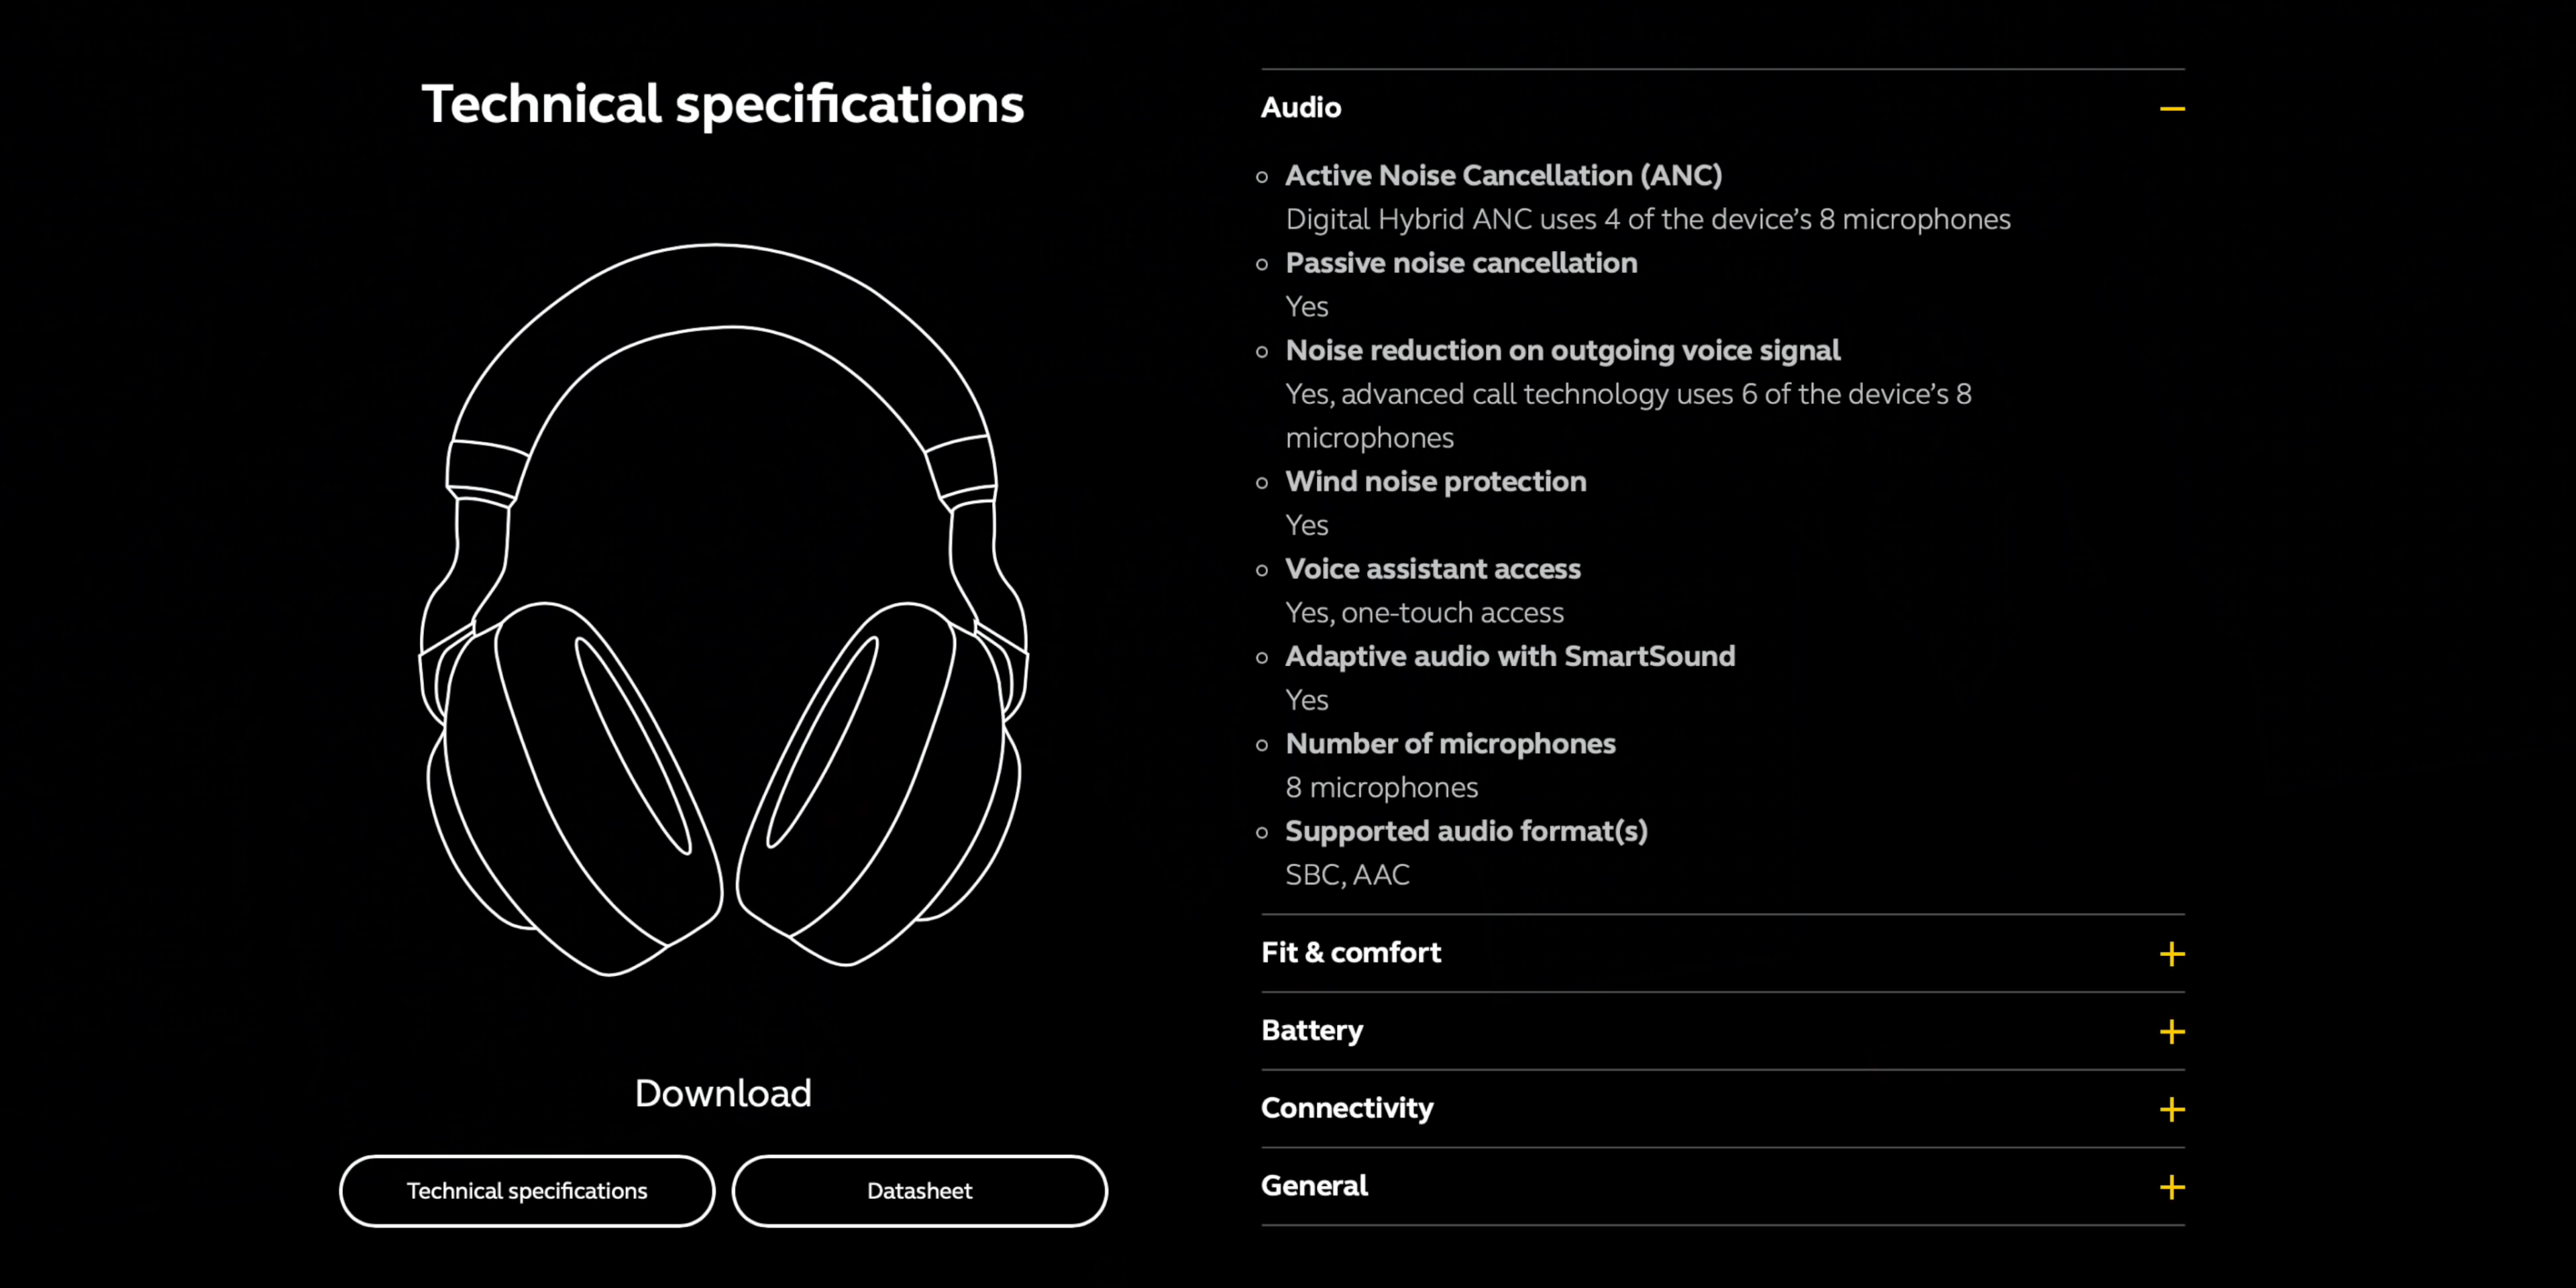 Technical specifications
Download
Technical specifications
Datasheet
Audio
Active Noise Cancellation (ANC)
Digital Hybrid ANC uses 4 of the device’s 8 microphones
Passive noise cancellation
Yes
Noise reduction on outgoing voice signal
Yes, advanced call technology uses 6 of the device’s 8
microphones
Wind noise protection
Yes
Voice assistant access
Yes, one-touch access
Adaptive audio with SmartSound
Yes
Number of microphones
8 microphones
Supported audio format(s)
SBC, AAC
Fit & comfort
Battery
Connectivity
General